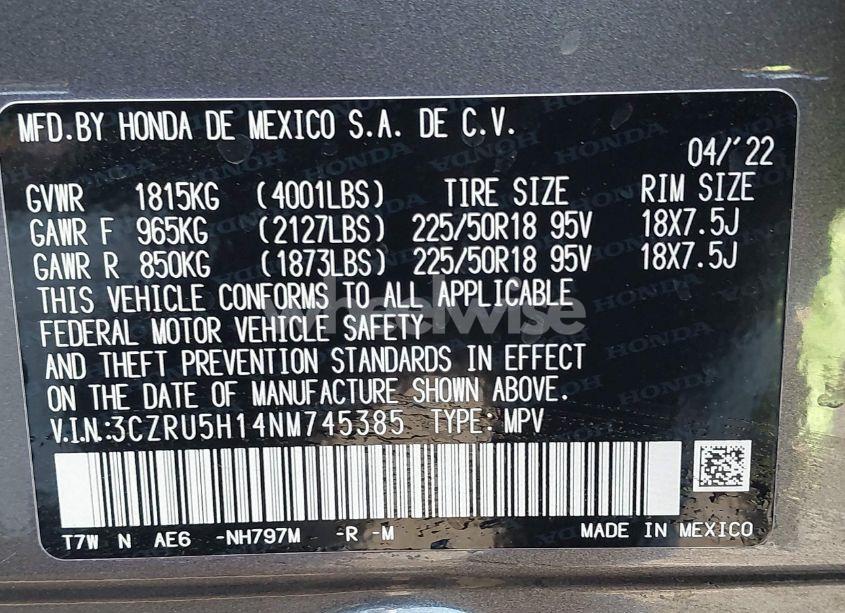 MFD.BY HONDA DE MEXICO S.A. DE C.V.
04/'22
GVWR 1815KG (4001LBS) TIRE SIZE RIM SIZE
GAWR F 965KG (2127LBS) 225/50R18 95V 18X7.5J
GAWR R 850KG (1873LBS) 225/50R18 95V 18X7.5J
THIS VEHICLE CONFORMS TO ALL APPLICABLE
FEDERAL MOTOR VEHICLE SAFETY
AND THEFT PREVENTION STANDARDS IN EFFECT
ON THE DATE OF MANUFACTURE SHOWN ABOVE.
V.I.N.:3CZRU5H14NM745385 TYPE: MPV
T7W N AE6 -NH797M -R -M MADE IN MEXICO
wheelwise
HONDA